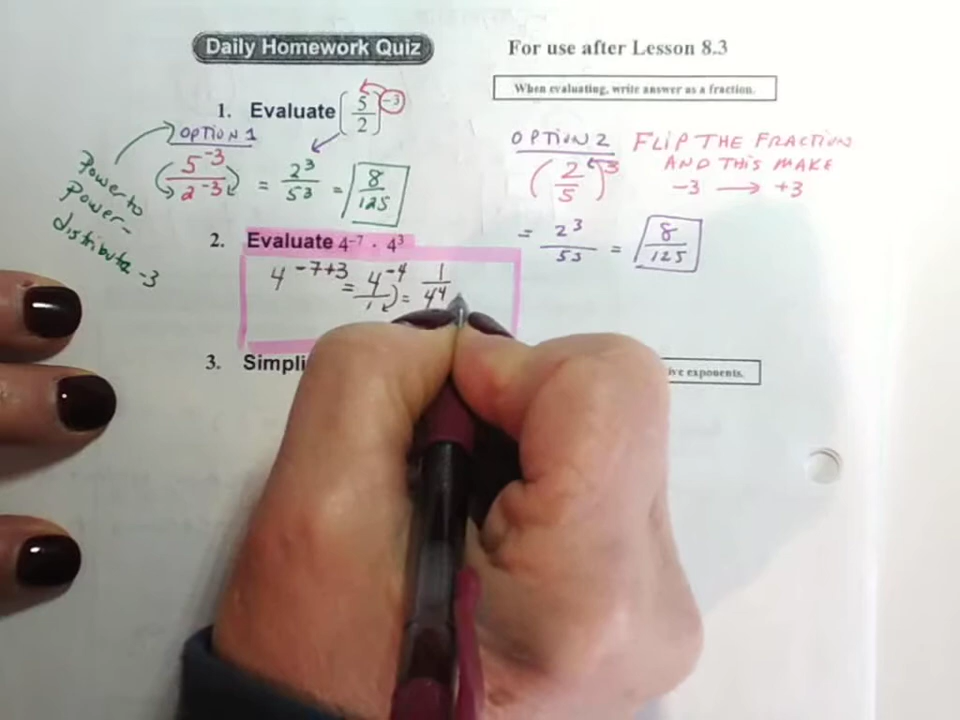 Daily Homework Quiz
For use after Lesson 8.3
When evaluating, write answer as a fraction.
1. Evaluate (5/2)^-3
OPTION 1
5^-3/2^-3 = 2^3/5^3 = 8/125
Power to
Power -
distribute -3
OPTION 2 FLIP THE FRACTION
AND THIS MAKE
-3 → +3
(2/5)^3
= 2^3/5^3 = 8/125
2. Evaluate 4^-7 · 4^3
4^-7+3 = 4^-4/1 = 1/4^4
3. Simpli
ive exponents.